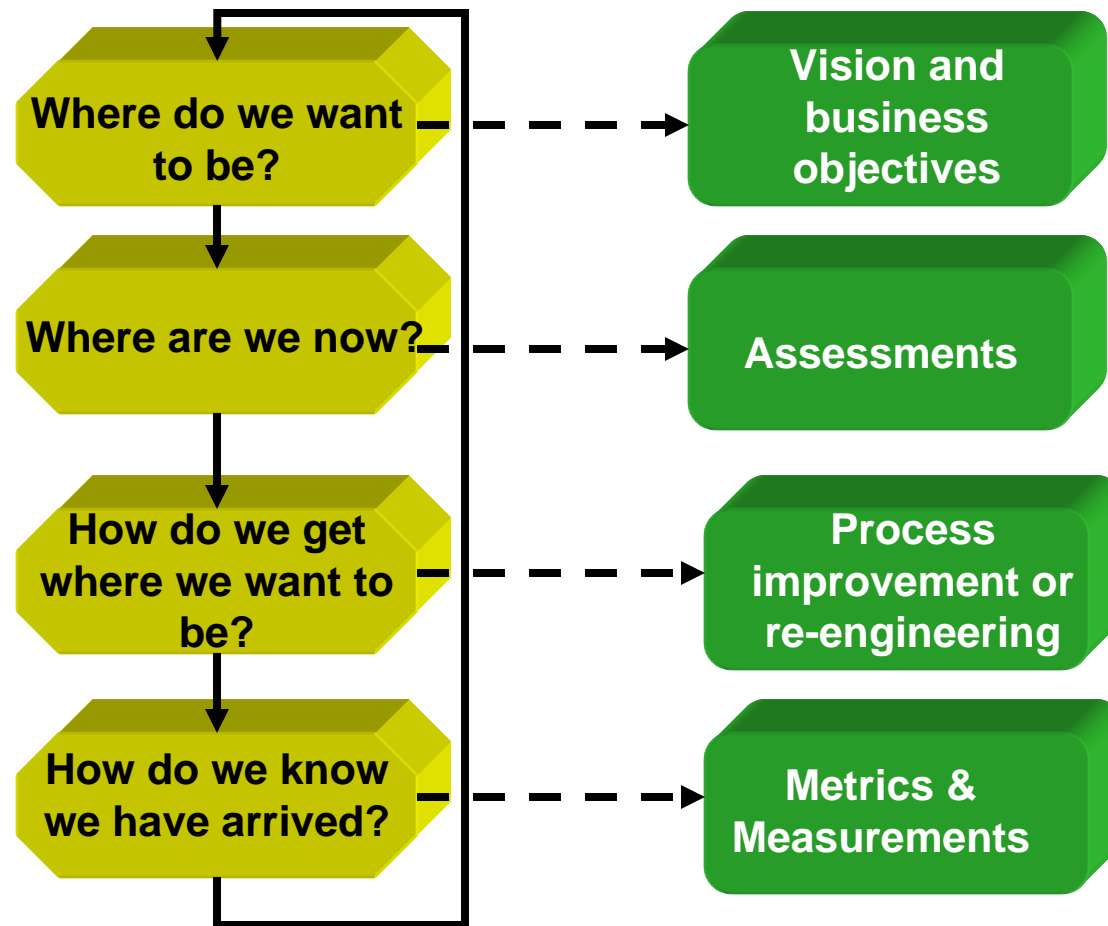 Where do we want
to be?
Vision and
business
objectives
Where are we now?
Assessments
How do we get
where we want to
be?
Process
improvement or
re-engineering
How do we know
we have arrived?
Metrics &
Measurements